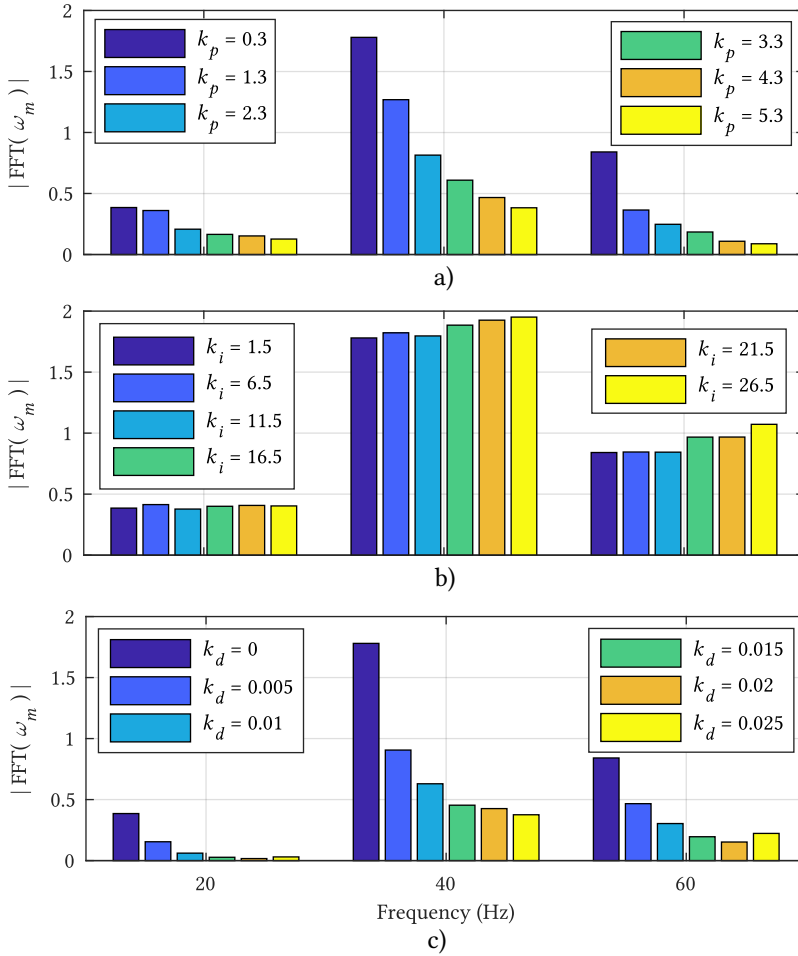 2
1.5
1
0.5
0
| FFT( ω_m ) |
k_p = 0.3
k_p = 1.3
k_p = 2.3
k_p = 3.3
k_p = 4.3
k_p = 5.3
a)
2
1.5
1
0.5
0
| FFT( ω_m ) |
k_i = 1.5
k_i = 6.5
k_i = 11.5
k_i = 16.5
k_i = 21.5
k_i = 26.5
b)
2
1.5
1
0.5
0
| FFT( ω_m ) |
k_d = 0
k_d = 0.005
k_d = 0.01
k_d = 0.015
k_d = 0.02
k_d = 0.025
20 40 60
Frequency (Hz)
c)